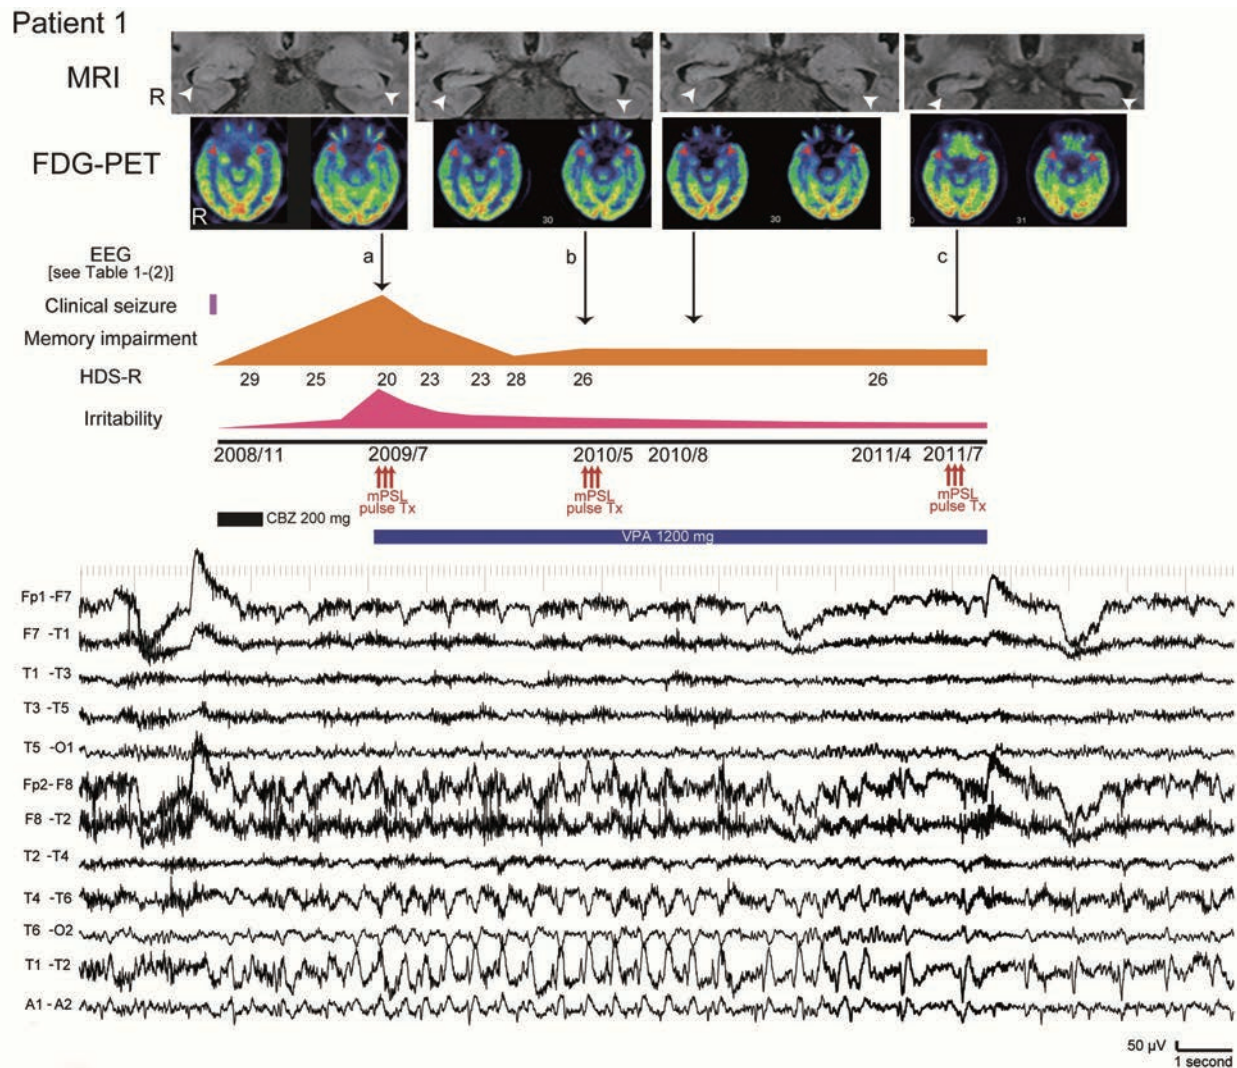 Patient 1
MRI
R
FDG-PET
R
30
30
0
31
EEG
[see Table 1-(2)]
a
b
c
Clinical seizure
Memory impairment
HDS-R
29 25 20 23 23 28 26 26
Irritability
2008/11 2009/7 2010/5 2010/8 2011/4 2011/7
mPSL
pulse Tx
mPSL
pulse Tx
mPSL
pulse Tx
CBZ 200 mg
VPA 1200 mg
Fp1 -F7
F7 -T1
T1 -T3
T3 -T5
T5 -O1
Fp2-F8
F8 -T2
T2 -T4
T4 -T6
T6 -O2
T1 -T2
A1 -A2
50 µV
1 second